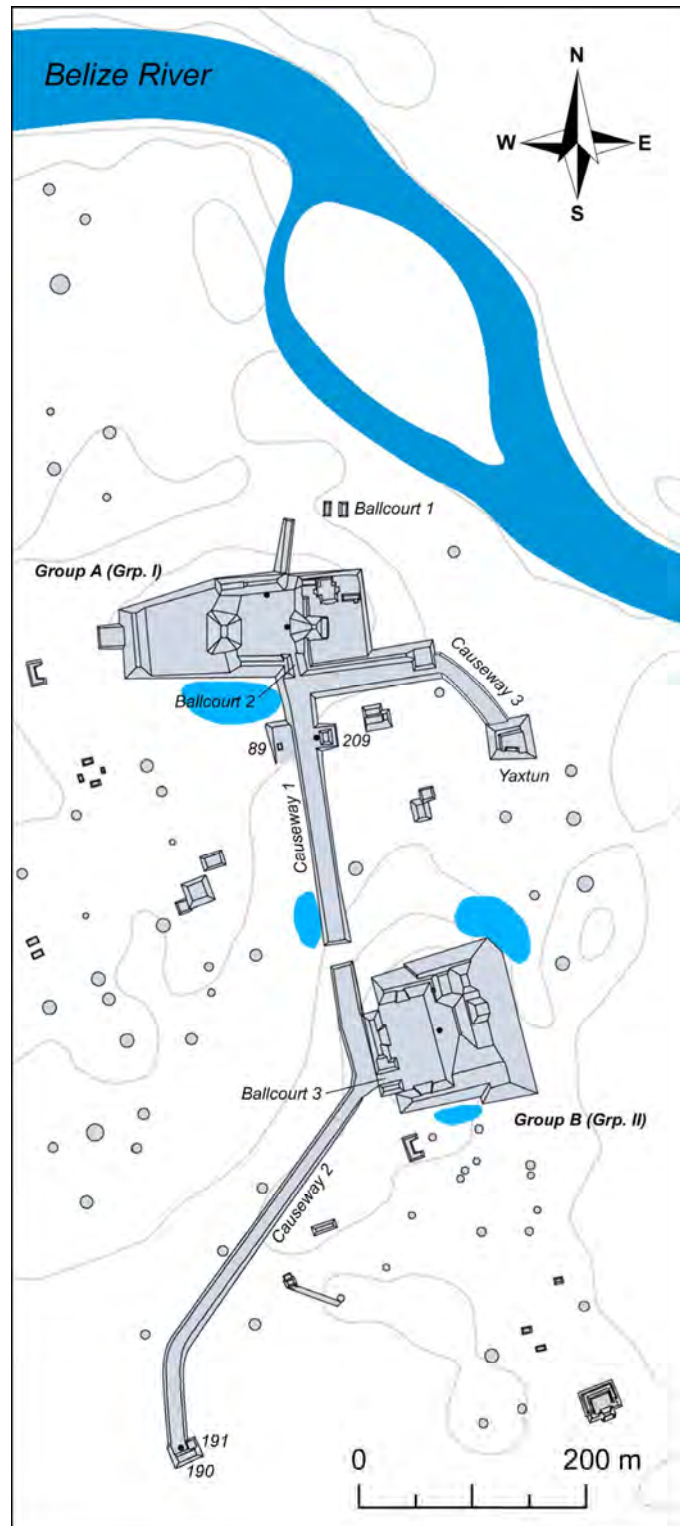 Belize River
N
W E
S
Ballcourt 1
Group A (Grp. I)
Causeway 3
Ballcourt 2
89
209
Yaxtun
Causeway 1
Ballcourt 3
Group B (Grp. II)
Causeway 2
191
190
0 200 m